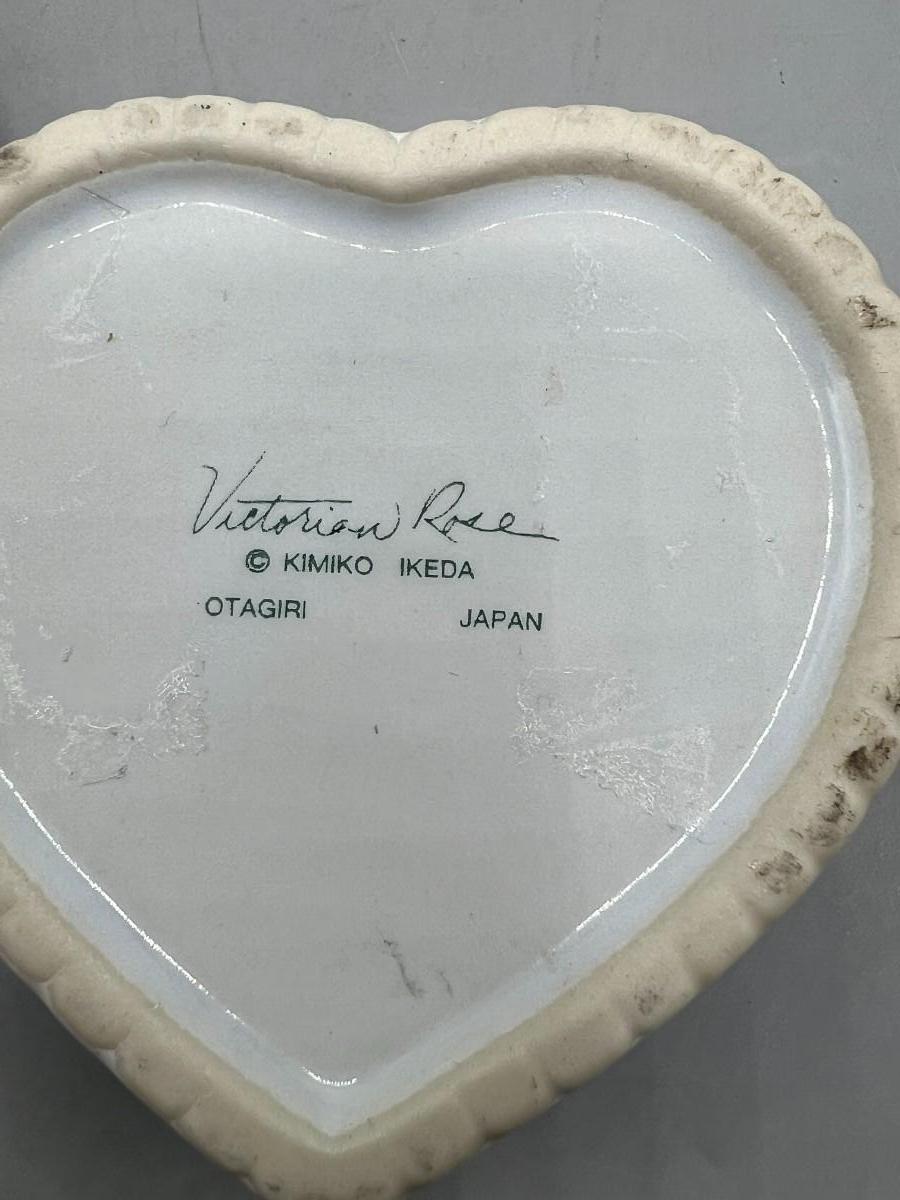 Victorian Rose
© KIMIKO IKEDA
OTAGIRI JAPAN